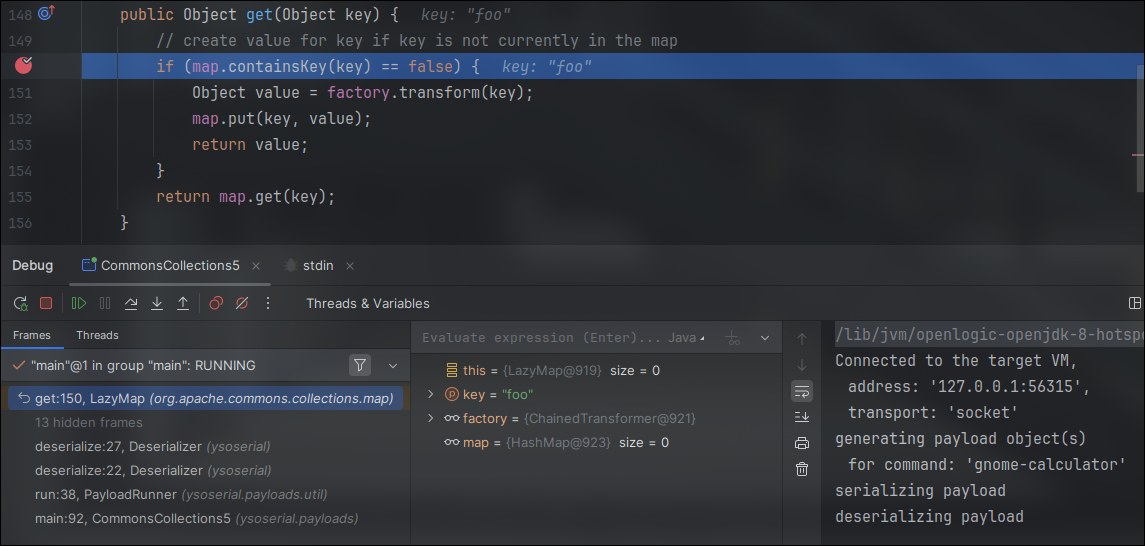 148 public Object get(Object key) { key: "foo"
149 // create value for key if key is not currently in the map
if (map.containsKey(key) == false) { key: "foo"
151 Object value = factory.transform(key);
152 map.put(key, value);
153 return value;
154 }
155 return map.get(key);
156 }
Debug CommonsCollections5 × stdin ×
Threads & Variables
Frames Threads
"main"@1 in group "main": RUNNING
get:150, LazyMap (org.apache.commons.collections.map)
13 hidden frames
deserialize:27, Deserializer (ysoserial)
deserialize:22, Deserializer (ysoserial)
run:38, PayloadRunner (ysoserial.payloads.util)
main:92, CommonsCollections5 (ysoserial.payloads)
Evaluate expression (Enter)... Java
this = {LazyMap@919} size = 0
key = "foo"
factory = {ChainedTransformer@921}
map = {HashMap@923} size = 0
/lib/jvm/openlogic-openjdk-8-hotspo
Connected to the target VM,
address: '127.0.0.1:56315',
transport: 'socket'
generating payload object(s)
for command: 'gnome-calculator'
serializing payload
deserializing payload